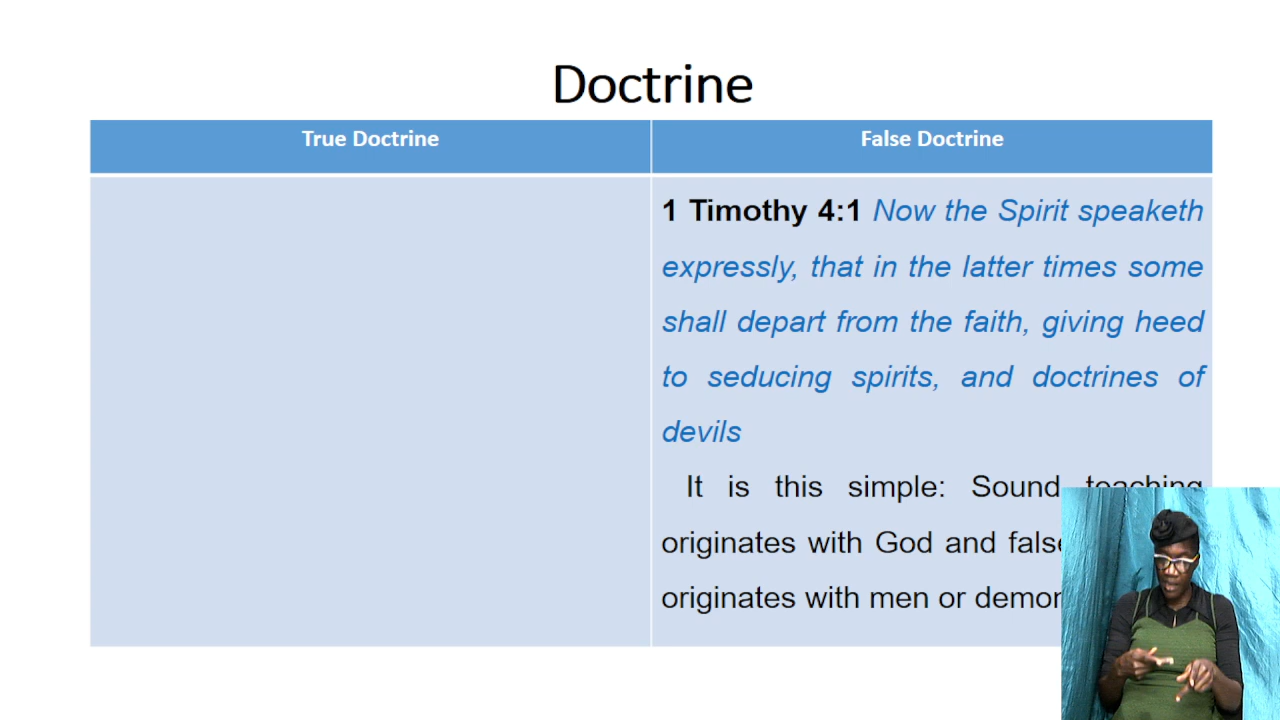 Doctrine
True Doctrine
False Doctrine
1 Timothy 4:1 Now the Spirit speaketh
expressly, that in the latter times some
shall depart from the faith, giving heed
to seducing spirits, and doctrines of
devils
It is this simple: Sound teaching
originates with God and false
originates with men or